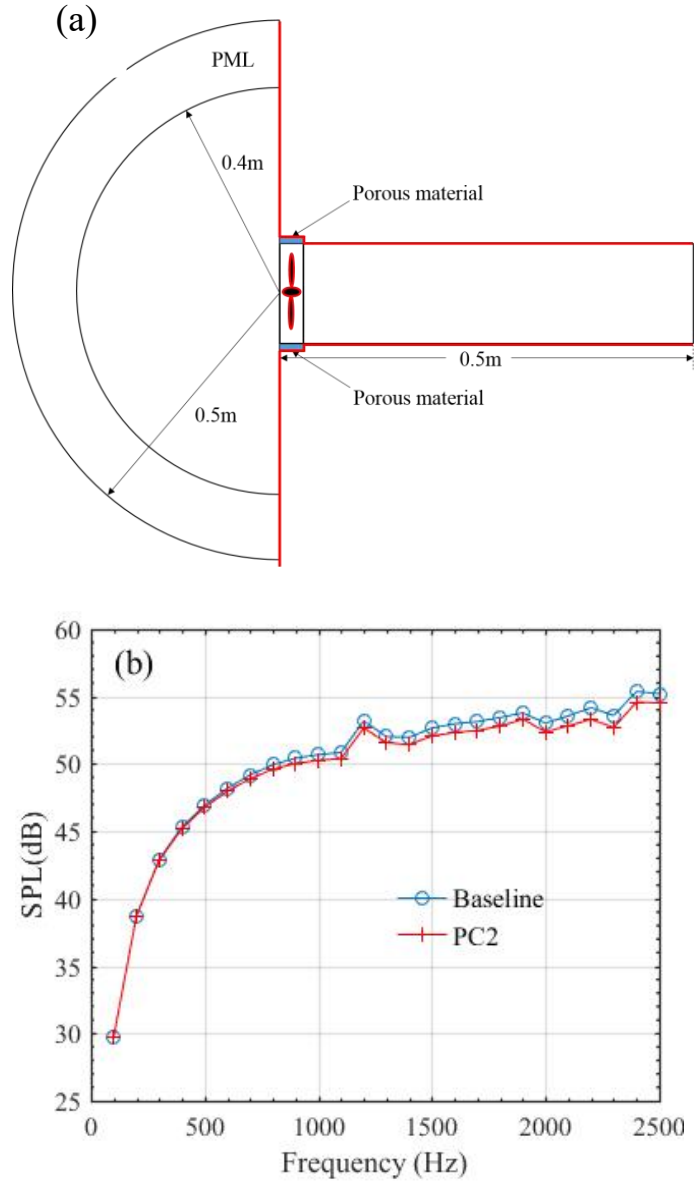 (a)
PML
0.4m
Porous material
0.5m
Porous material
0.5m
(b)
60
55
50
45
40
35
30
25
SPL(dB)
Baseline
PC2
0 500 1000 1500 2000 2500
Frequency (Hz)